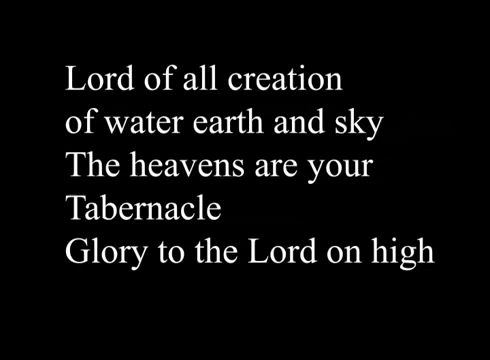 Lord of all creation
of water earth and sky
The heavens are your
Tabernacle
Glory to the Lord on high